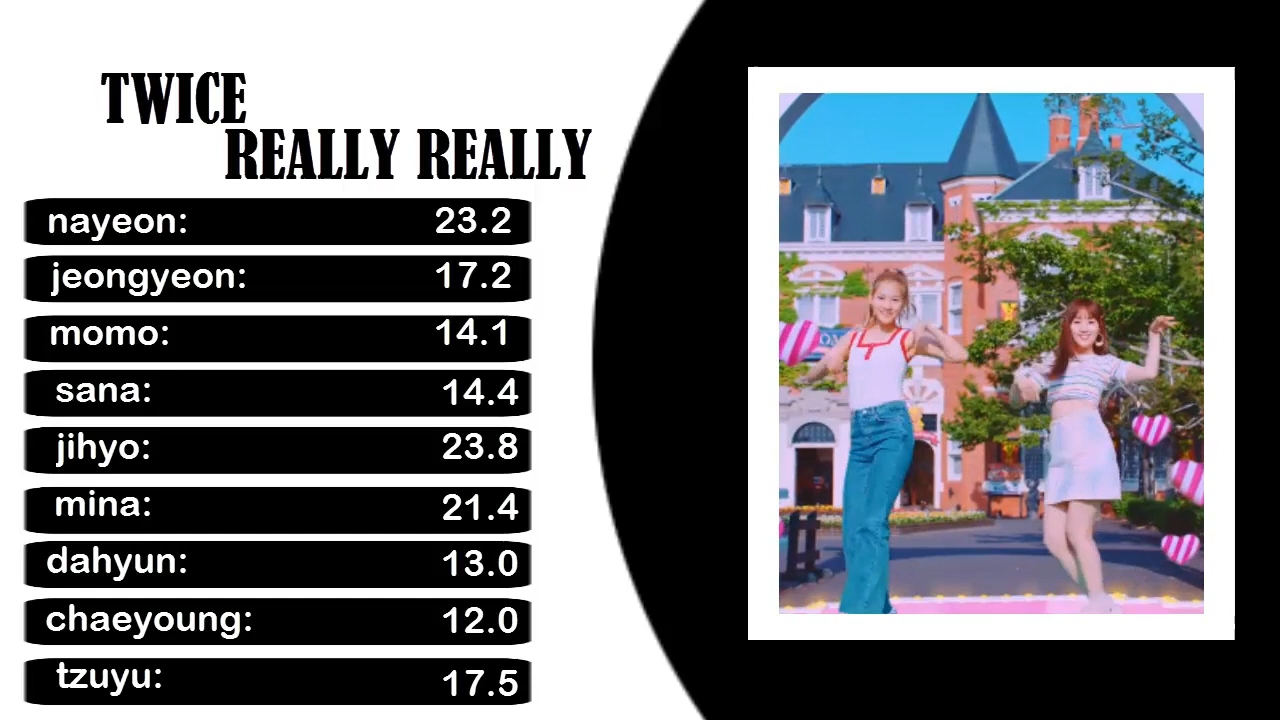 TWICE
REALLY REALLY
nayeon: 23.2
jeongyeon: 17.2
momo: 14.1
sana: 14.4
jihyo: 23.8
mina: 21.4
dahyun: 13.0
chaeyoung: 12.0
tzuyu: 17.5